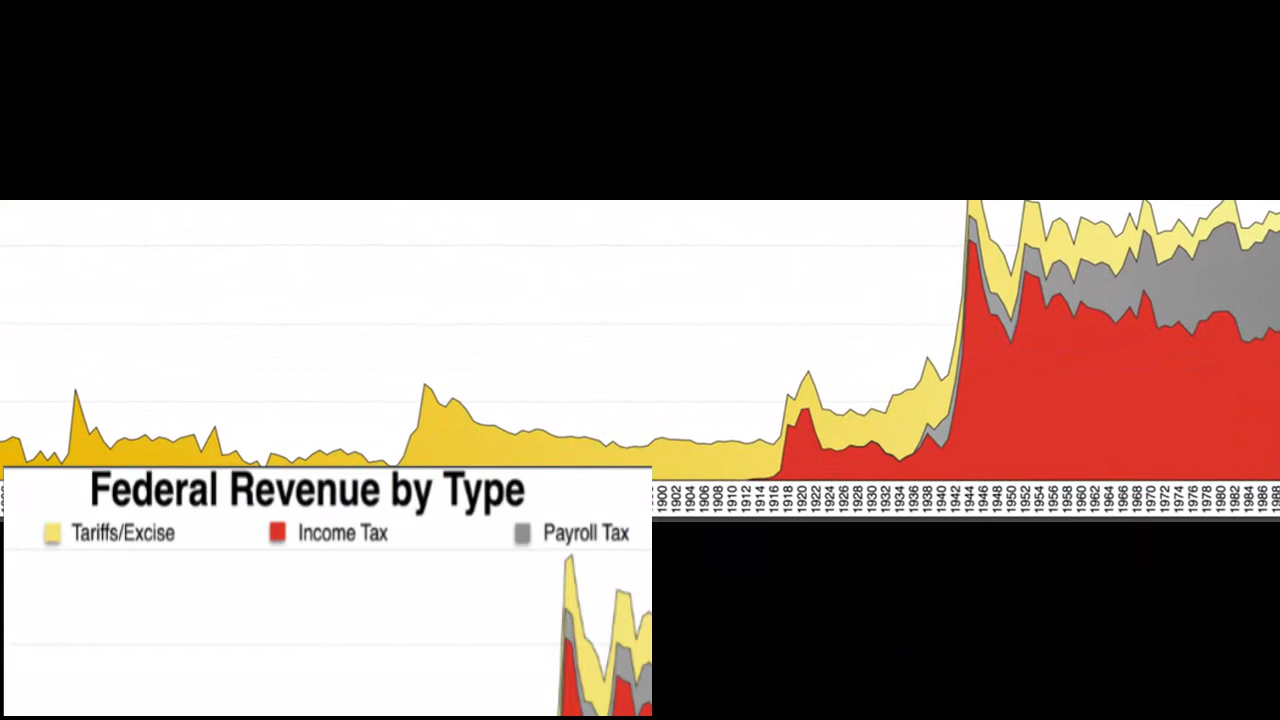 1900 1902 1904 1906 1908 1910 1912 1914 1916 1918 1920 1922 1924 1926 1928 1930 1932 1934 1936 1938 1940 1942 1944 1946 1948 1950 1952 1954 1956 1958 1960 1962 1964 1966 1968 1970 1972 1974 1976 1978 1980 1982 1984 1986 1988
Federal Revenue by Type
Tariffs/Excise Income Tax Payroll Tax